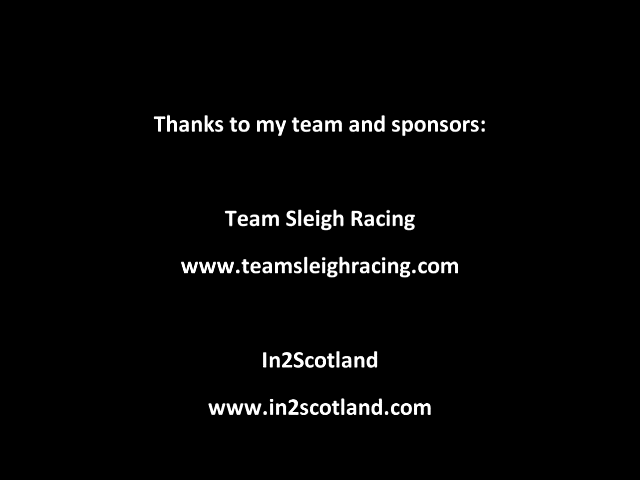 Thanks to my team and sponsors:
Team Sleigh Racing
www.teamsleighracing.com
In2Scotland
www.in2scotland.com